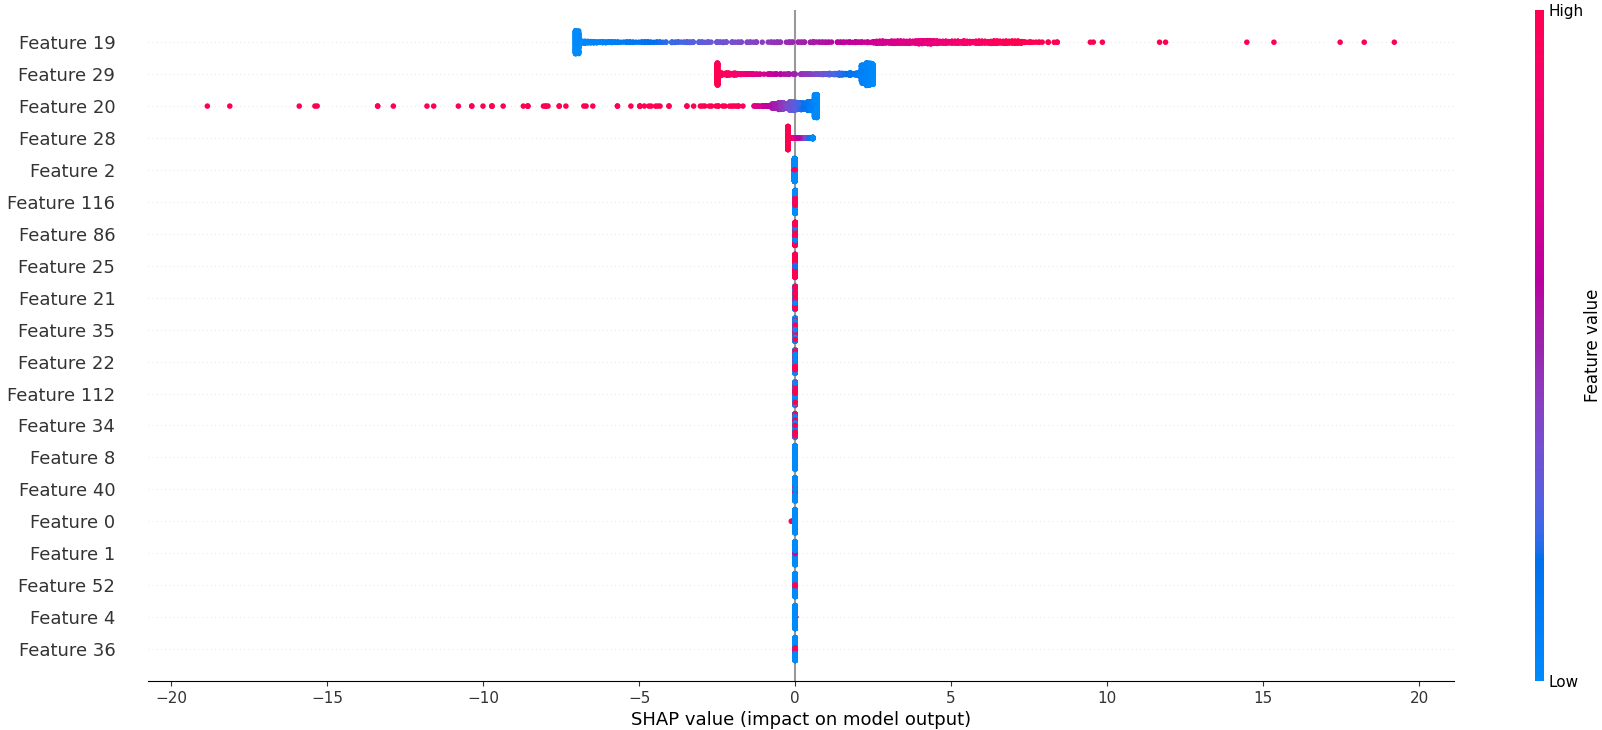 High
Feature 19
Feature 29
Feature 20
Feature 28
Feature 2
Feature 116
Feature 86
Feature 25
Feature 21
Feature 35
Feature 22
Feature 112
Feature 34
Feature 8
Feature 40
Feature 0
Feature 1
Feature 52
Feature 4
Feature 36
Feature value
Low
−20 −15 −10 −5 0 5 10 15 20
SHAP value (impact on model output)